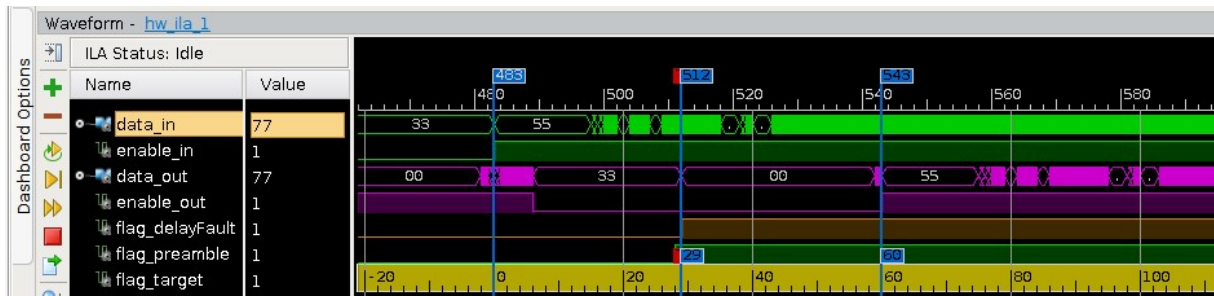 Waveform - hw_ila_1
Dashboard Options
ILA Status: Idle
Name Value
483 512 543
480 500 520 540 560 580
data_in 77 33 55
enable_in 1
data_out 77 00 33 00 55
enable_out 1
flag_delayFault 1
flag_preamble 1 29 60
flag_target 1 -20 0 20 40 60 80 100